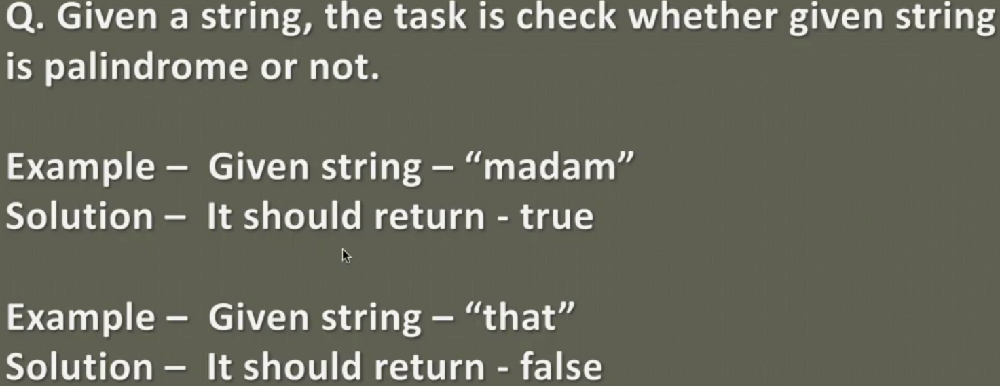 Q. Given a string, the task is check whether given string
is palindrome or not.
Example – Given string – “madam”
Solution – It should return - true
Example – Given string – “that”
Solution – It should return - false